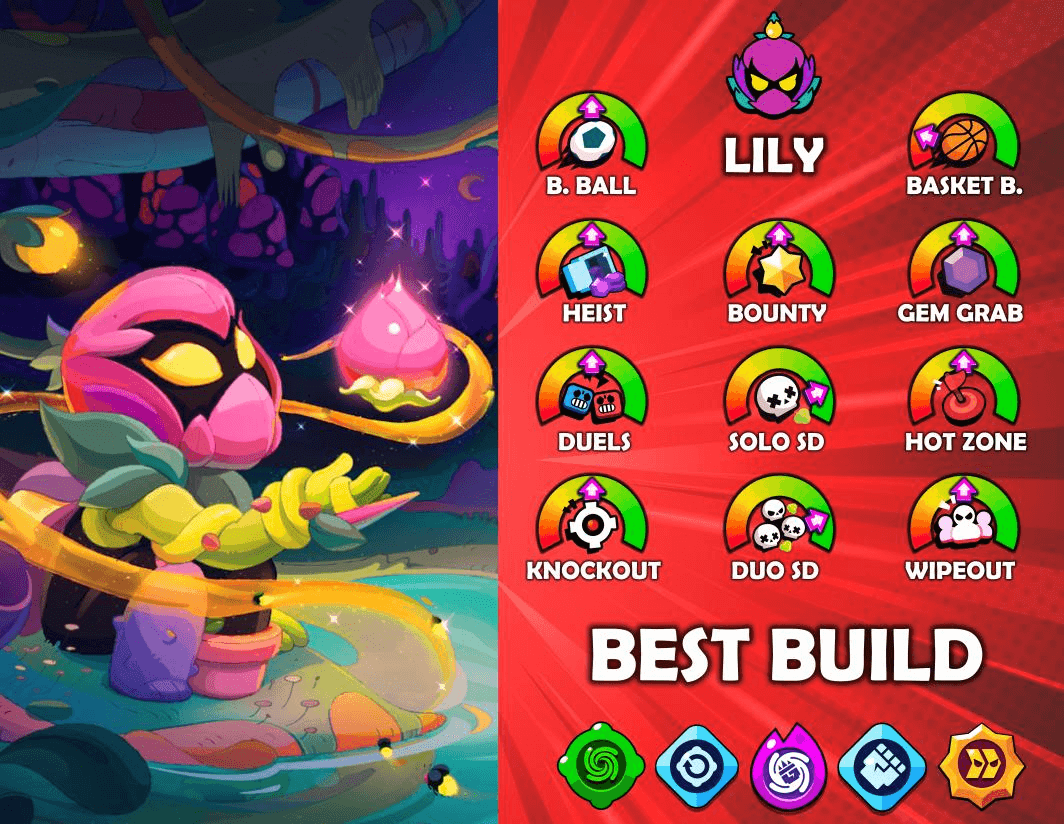 LILY
B. BALL
BASKET B.
HEIST
BOUNTY
GEM GRAB
DUELS
SOLO SD
HOT ZONE
KNOCKOUT
DUO SD
WIPEOUT
BEST BUILD